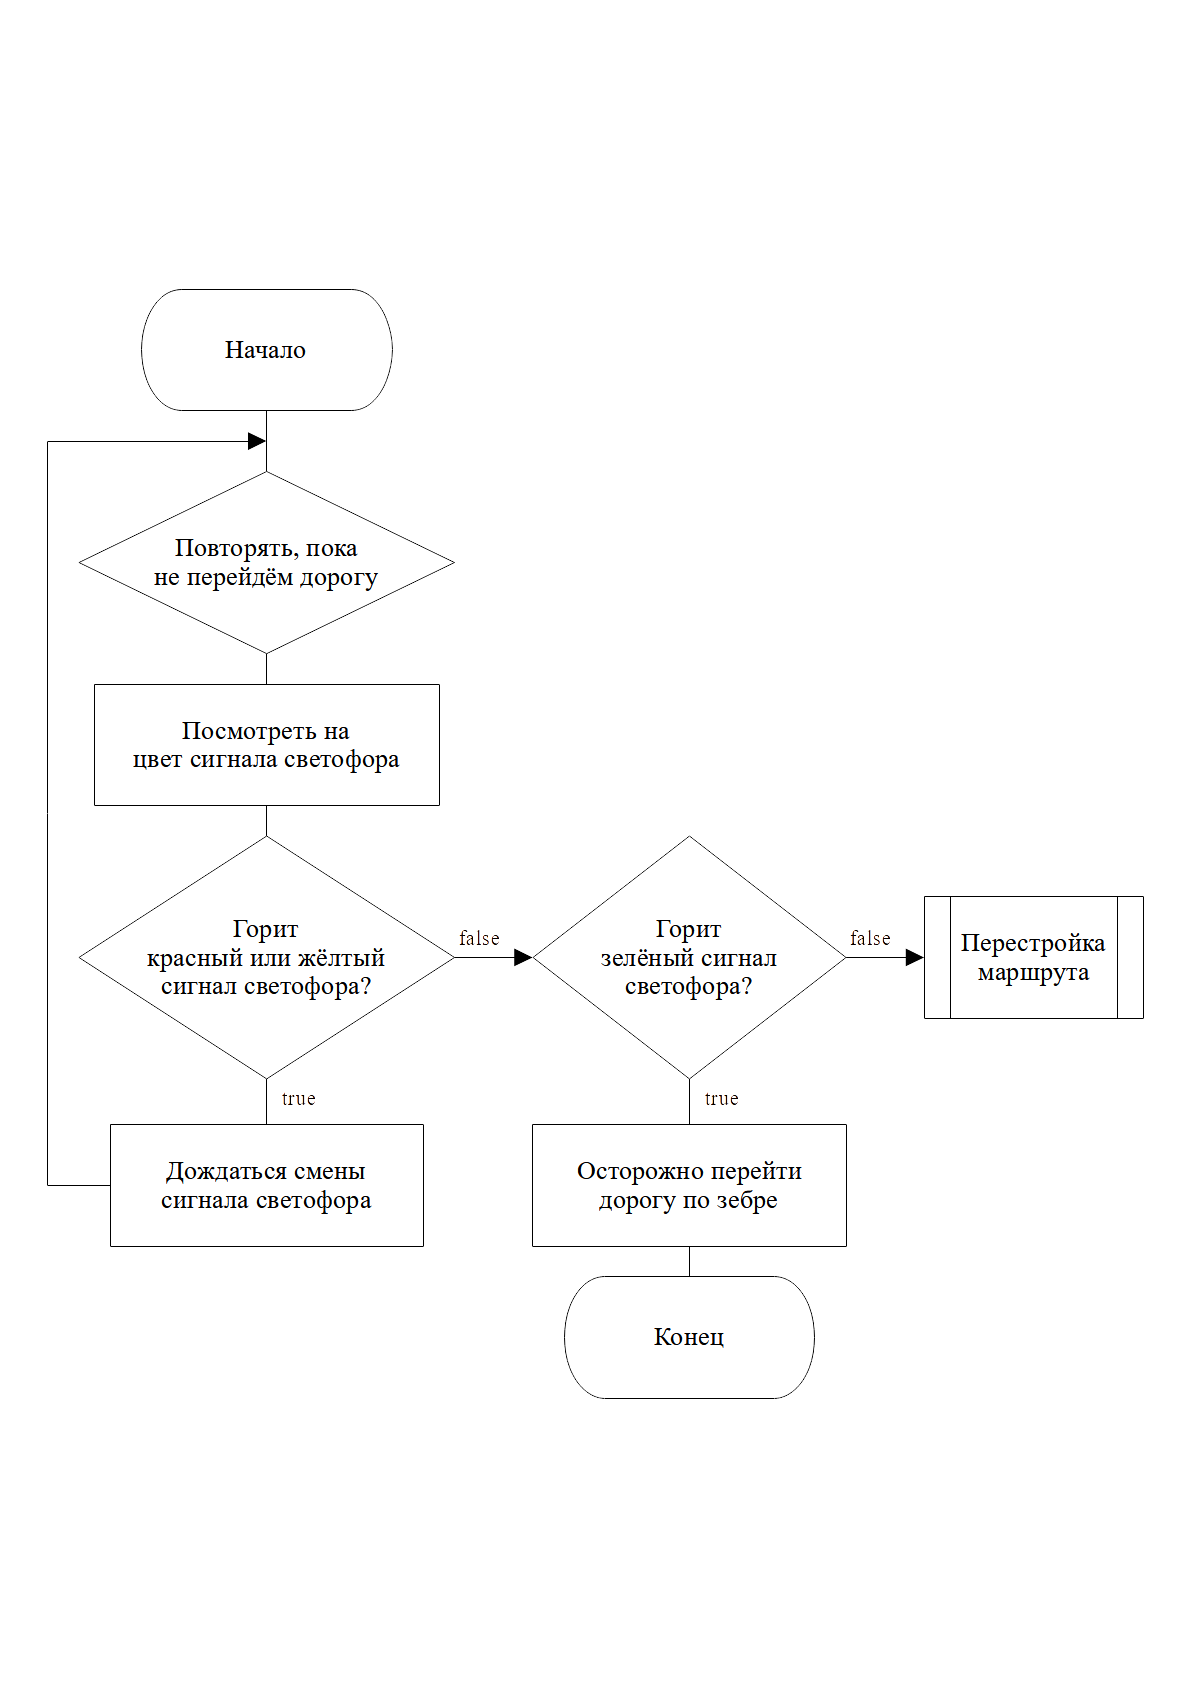 Начало
Повторять, пока
не перейдём дорогу
Посмотреть на
цвет сигнала светофора
Горит
красный или жёлтый
сигнал светофора?
false
Горит
зелёный сигнал
светофора?
false
Перестройка
маршрута
true
Дождаться смены
сигнала светофора
true
Осторожно перейти
дорогу по зебре
Конец